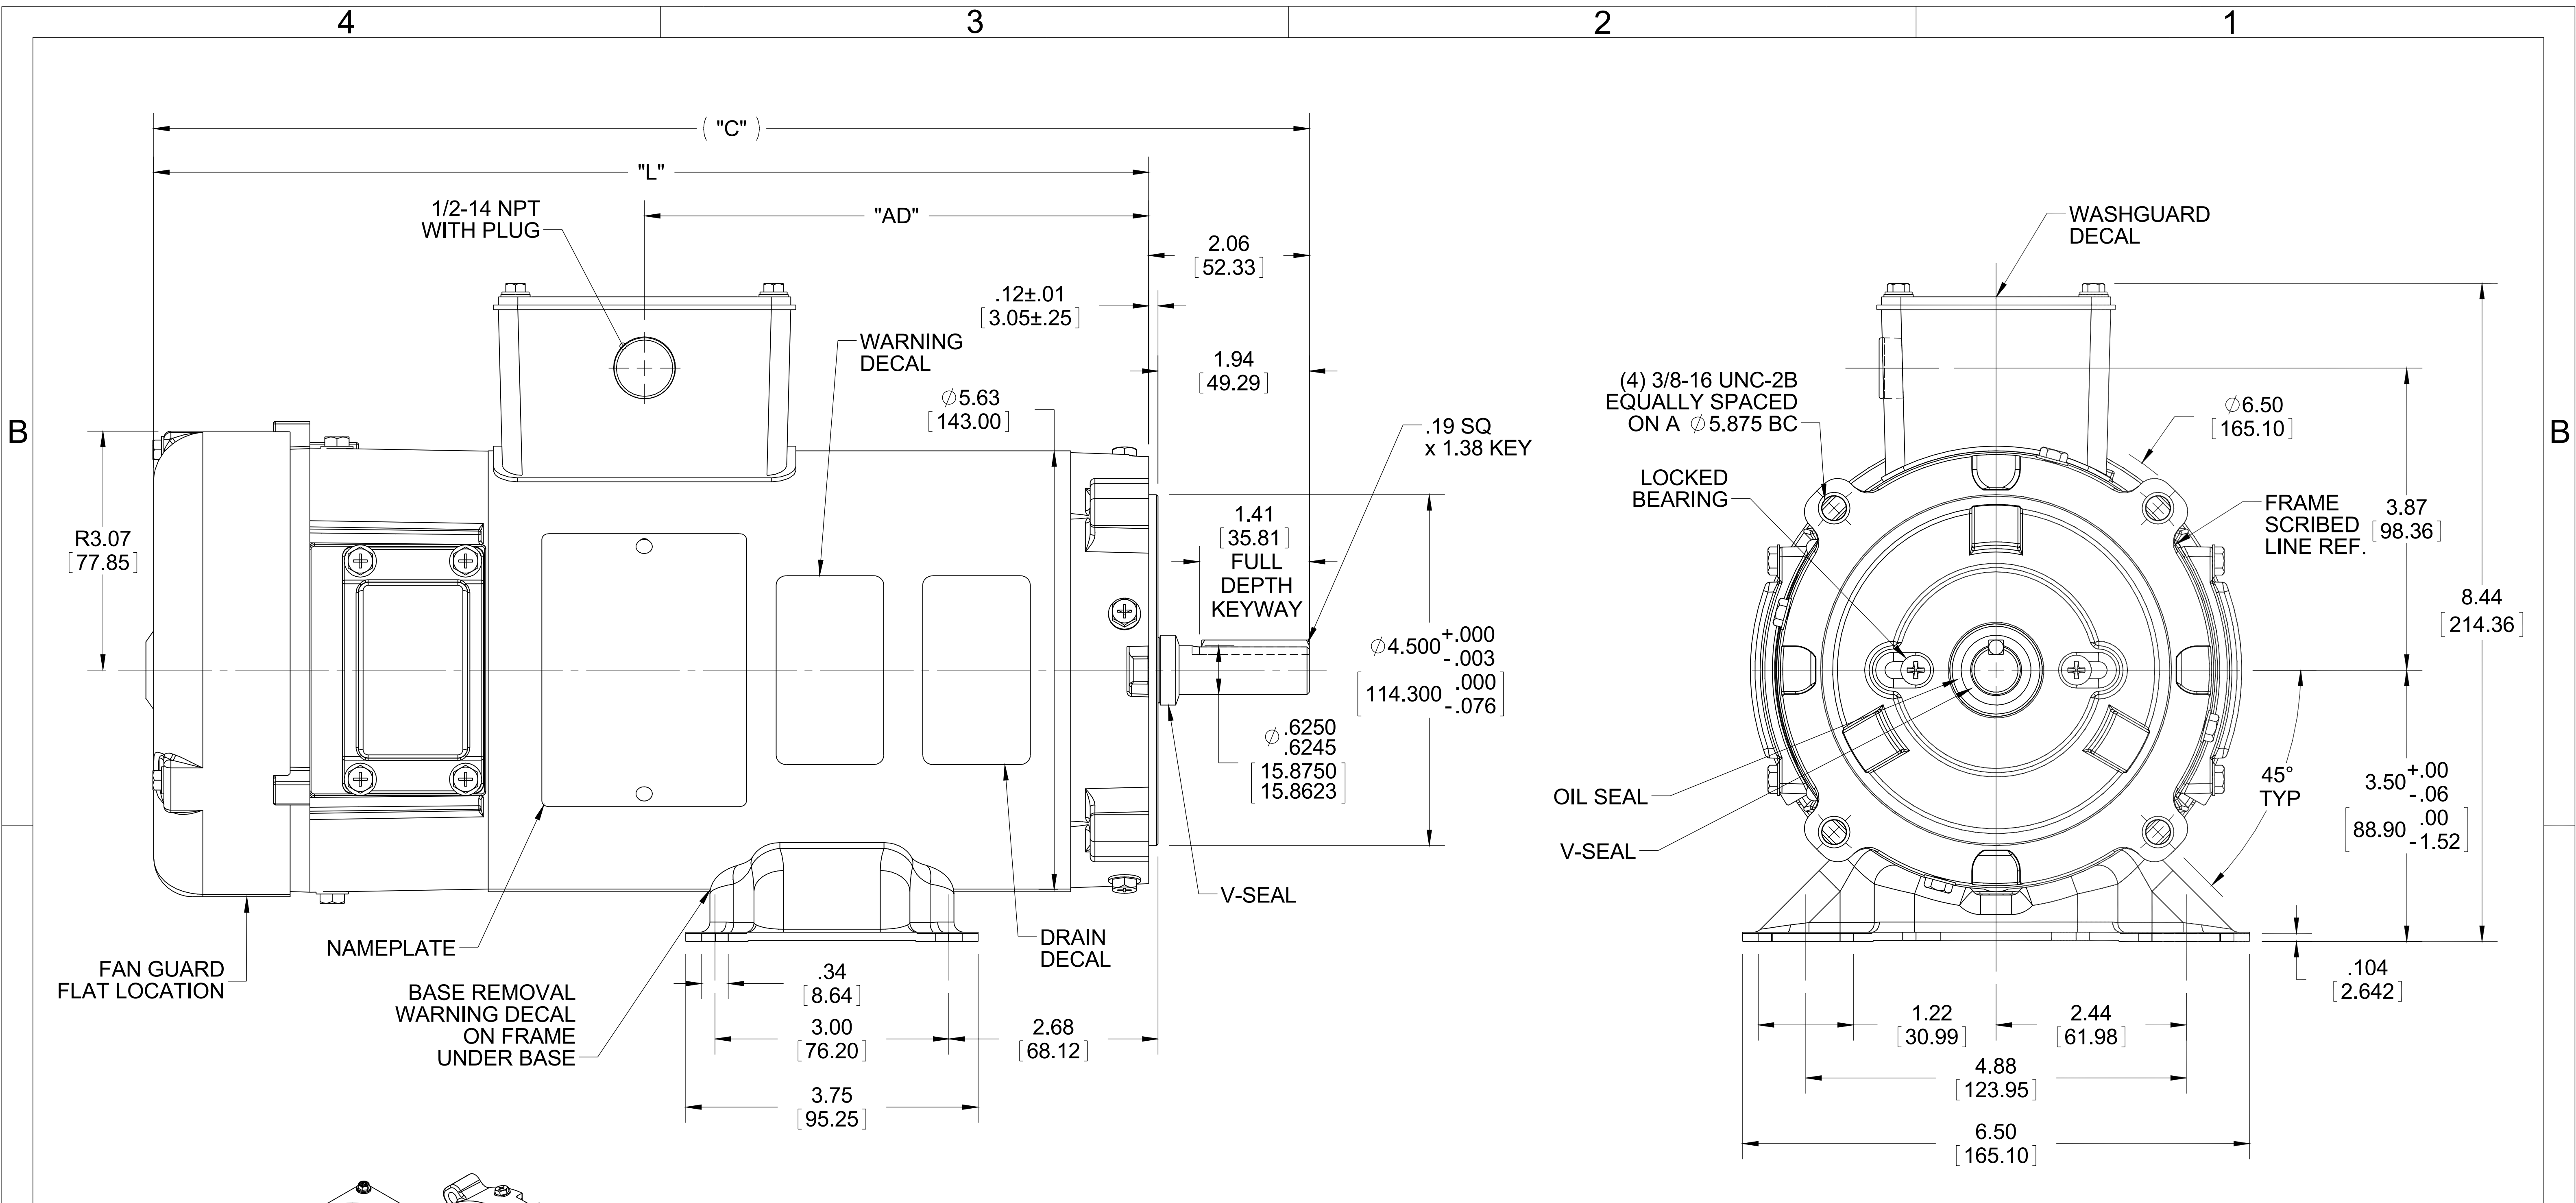 4
3
2
1
B
B
( "C" )
"L"
"AD"
1/2-14 NPT
WITH PLUG
2.06
[52.33]
.12±.01
[3.05±.25]
WARNING
DECAL
1.94
[49.29]
Ø5.63
[143.00]
.19 SQ
x 1.38 KEY
R3.07
[77.85]
1.41
[35.81]
FULL
DEPTH
KEYWAY
Ø4.500 +.000
-.003
[114.300 .000
-.076]
Ø .6250
.6245
[15.8750
15.8623]
V-SEAL
NAMEPLATE
DRAIN
DECAL
FAN GUARD
FLAT LOCATION
BASE REMOVAL
WARNING DECAL
ON FRAME
UNDER BASE
.34
[8.64]
3.00
[76.20]
2.68
[68.12]
3.75
[95.25]
WASHGUARD
DECAL
(4) 3/8-16 UNC-2B
EQUALLY SPACED
ON A Ø5.875 BC
Ø6.50
[165.10]
LOCKED
BEARING
FRAME
SCRIBED
LINE REF.
3.87
[98.36]
8.44
[214.36]
OIL SEAL
V-SEAL
45°
TYP
3.50 +.00
-.06
[88.90 .00
-1.52]
.104
[2.642]
1.22
[30.99]
2.44
[61.98]
4.88
[123.95]
6.50
[165.10]